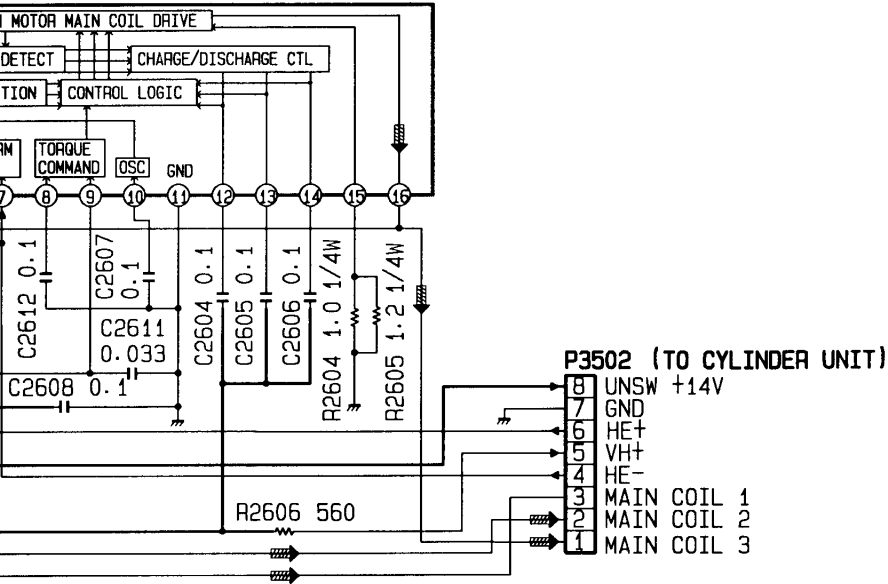 MOTOR MAIN COIL DRIVE
DETECT
CHARGE/DISCHARGE CTL
TION
CONTROL LOGIC
RM
TORQUE
COMMAND
OSC
GND
7 8 9 10 11 12 13 14 15 16
C2612 0.1
C2607
0.1
C2604 0.1
C2605 0.1
C2606 0.1
R2604 1.0 1/4W
R2605 1.2 1/4W
C2611
0.033
C2608 0.1
P3502 (TO CYLINDER UNIT)
8 UNSW +14V
7 GND
6 HE+
5 VH+
4 HE-
3 MAIN COIL 1
2 MAIN COIL 2
1 MAIN COIL 3
R2606 560